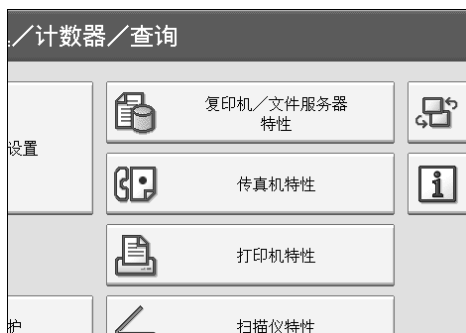 ／计数器／查询
设置
复印机／文件服务器
特性
传真机特性
打印机特性
护
扫描仪特性